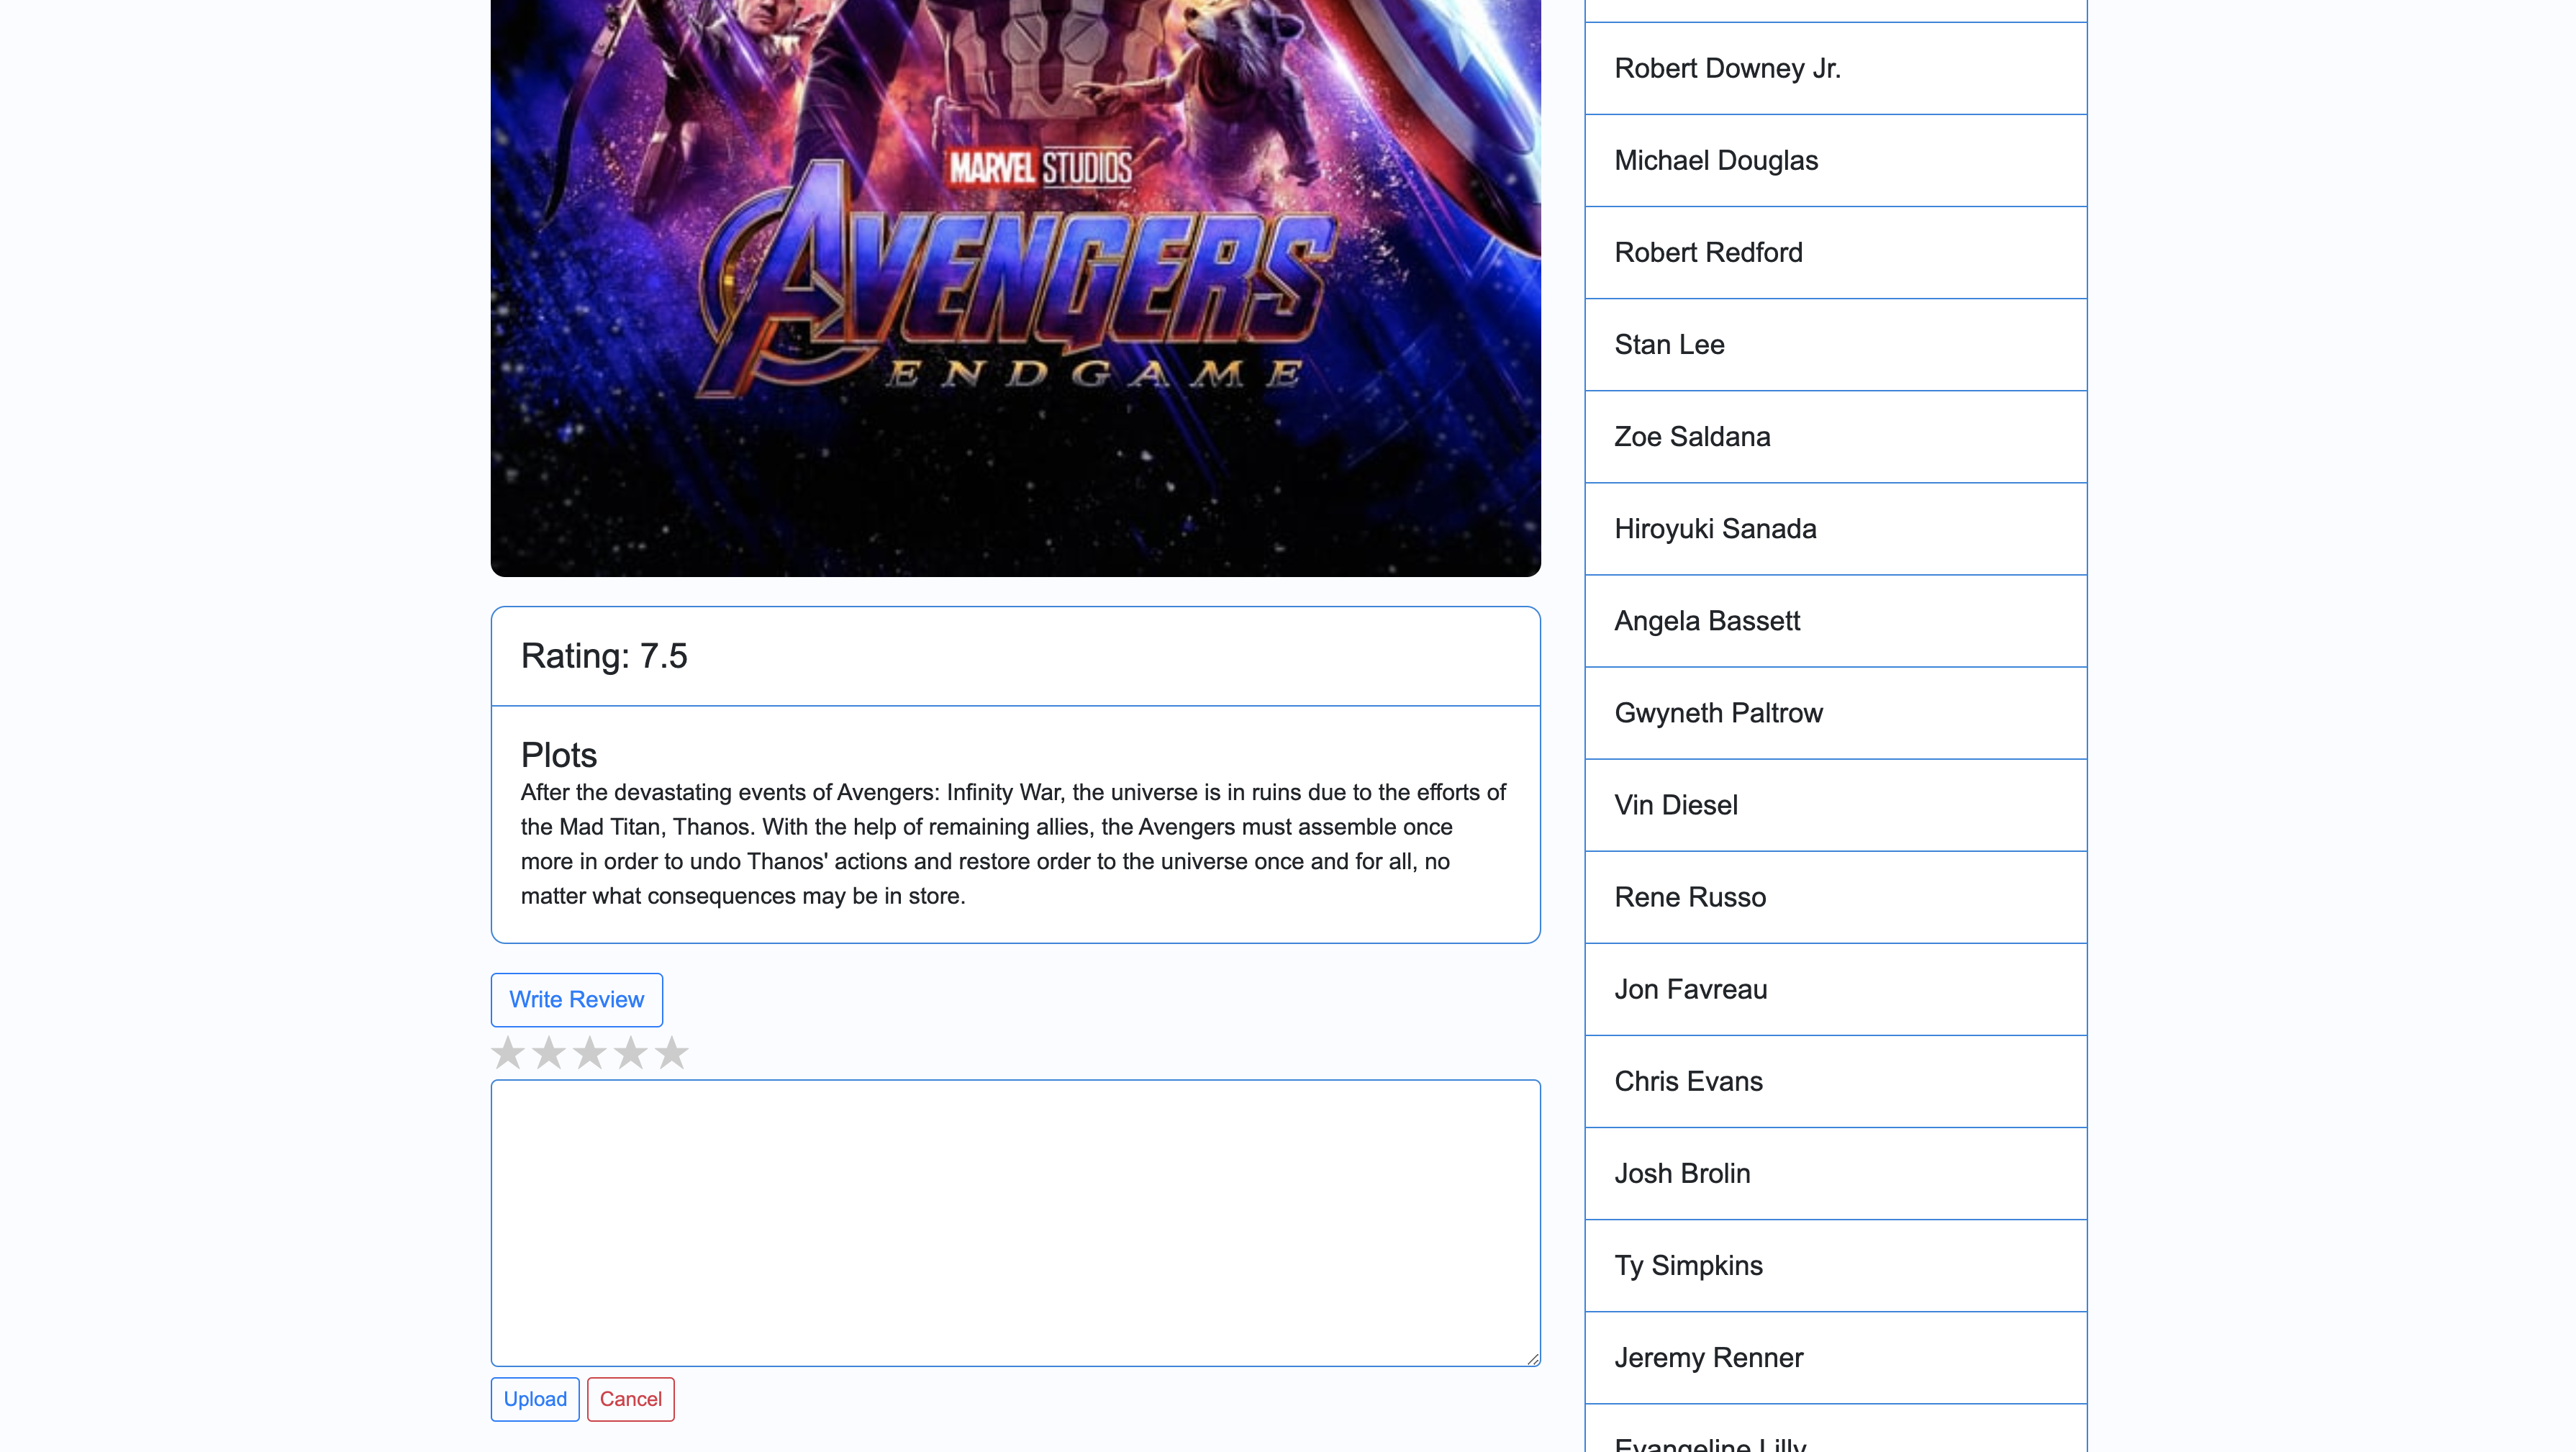 MARVEL STUDIOS
AVENGERS
ENDGAME
Rating: 7.5
Plots
After the devastating events of Avengers: Infinity War, the universe is in ruins due to the efforts of
the Mad Titan, Thanos. With the help of remaining allies, the Avengers must assemble once
more in order to undo Thanos' actions and restore order to the universe once and for all, no
matter what consequences may be in store.
Write Review
Upload
Cancel
Robert Downey Jr.
Michael Douglas
Robert Redford
Stan Lee
Zoe Saldana
Hiroyuki Sanada
Angela Bassett
Gwyneth Paltrow
Vin Diesel
Rene Russo
Jon Favreau
Chris Evans
Josh Brolin
Ty Simpkins
Jeremy Renner
Evangeline Lilly